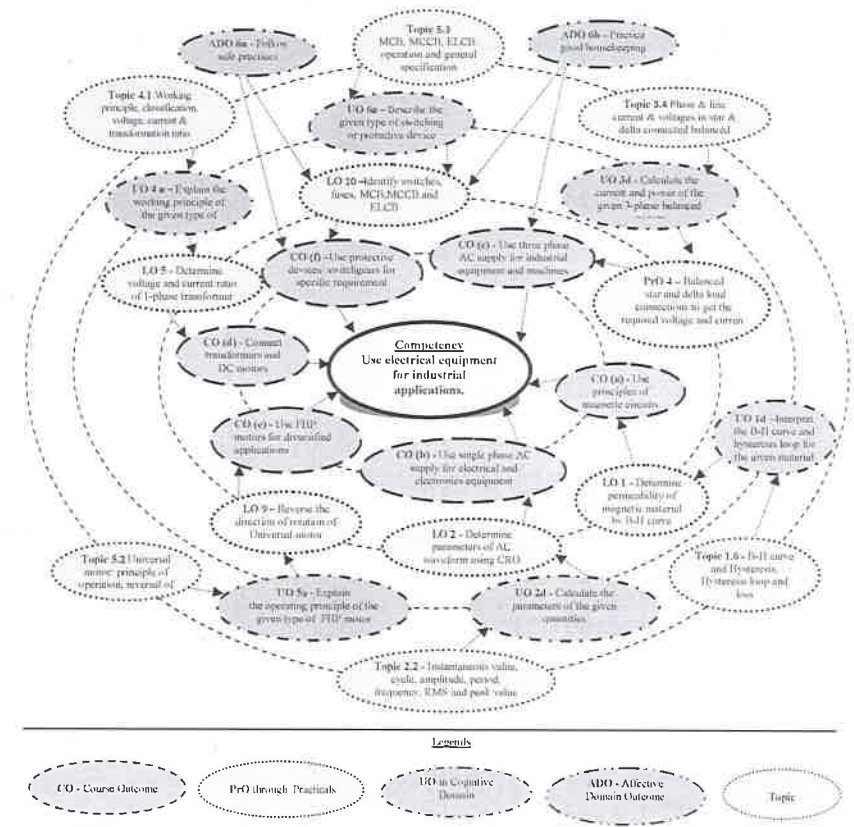 ADO 6a - Follow
safe practices
Topic 5.3
MCB, MCCB, ELCB
operation and general
specification
ADO 6b - Practice
good housekeeping
Topic 4.1 Working
principle, classification,
voltage, current &
transformation ratio
UO 6a – Describe the
given type of switching
or protective device
Topic 3.4 Phase & line
current & voltages in star &
delta connected balanced
UO 4 a – Explain the
working principle of
the given type of
LO 10 -Identify switches,
fuses, MCB,MCCB and
ELCB
UO 3d - Calculate the
current and power of the
given 3-phase balanced
LO 5 - Determine
voltage and current ratio
of 1-phase transformer
CO (f) -Use protective
devices/switchgears for
specific requirement
CO (c) - Use three phase
AC supply for industrial
equipment and machines
PrO 4 – Balanced
star and delta load
connections to get the
required voltage and curren
CO (d) - Connect
transformers and
DC motors
Competency
Use electrical equipment
for industrial
applications.
CO (a) - Use
principles of
magnetic circuits
CO (e) - Use FHP
motors for diversified
applications
CO (b) - Use single phase AC
supply for electrical and
electronics equipment
UO 1d –Interpret
the B-H curve and
hysteresis loop for
the given material
LO 9 – Reverse the
direction of rotation of
Universal motor
LO 2 - Determine
parameters of AC
waveform using CRO
LO 1 - Determine
permeability of
magnetic material
by B-H curve
Topic 5.2 Universal
motor: principle of
operation, reversal of
UO 5a - Explain
the operating principle of the
given type of FHP motor
UO 2d - Calculate the
parameters of the given
quantities
Topic 1.6 - B-H curve
and Hysteresis,
Hysteresis loop and
loss
Topic 2.2 - Instantaneous value,
cycle, amplitude, period,
frequency, RMS and peak value
Legends
CO - Course Outcome
PrO through Practicals
UO in Cognitive
Domain
ADO - Affective
Domain Outcome
Topic